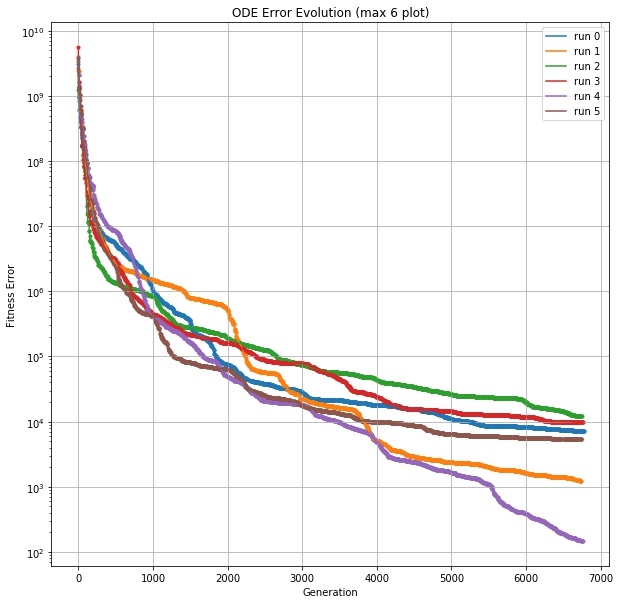 ODE Error Evolution (max 6 plot)
run 0
run 1
run 2
run 3
run 4
run 5
Fitness Error
10¹⁰
10⁹
10⁸
10⁷
10⁶
10⁵
10⁴
10³
10²
0 1000 2000 3000 4000 5000 6000 7000
Generation